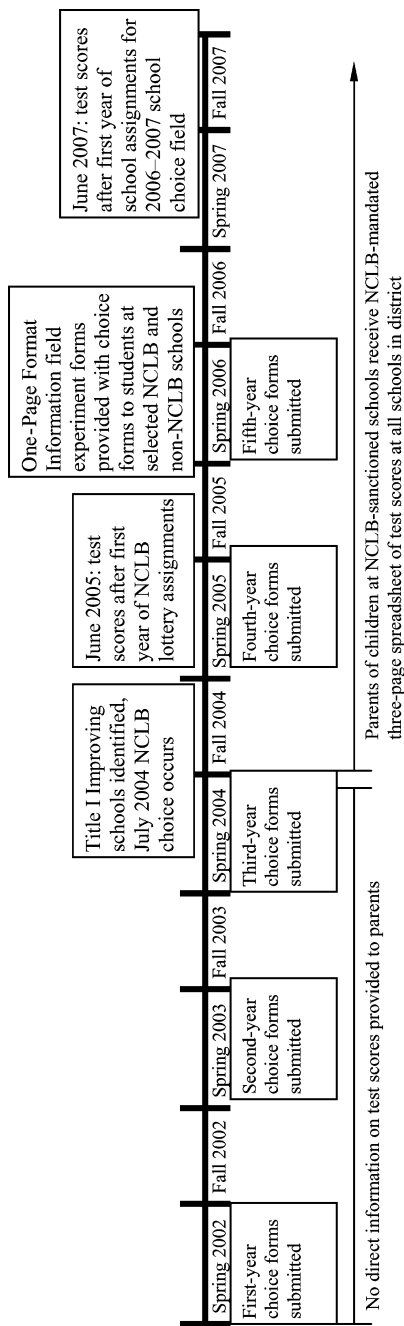 Title I Improving
schools identified,
July 2004 NCLB
choice occurs
June 2005: test
scores after first
year of NCLB
lottery assignments
One-Page Format
Information field
experiment forms
provided with choice
forms to students at
selected NCLB and
non-NCLB schools
June 2007: test scores
after first year of
school assignments for
2006–2007 school
choice field
Spring 2002
Fall 2002
Spring 2003
Fall 2003
Spring 2004
Fall 2004
Spring 2005
Fall 2005
Spring 2006
Fall 2006
Spring 2007
Fall 2007
First-year
choice forms
submitted
Second-year
choice forms
submitted
Third-year
choice forms
submitted
Fourth-year
choice forms
submitted
Fifth-year
choice forms
submitted
No direct information on test scores provided to parents
Parents of children at NCLB-sanctioned schools receive NCLB-mandated
three-page spreadsheet of test scores at all schools in district